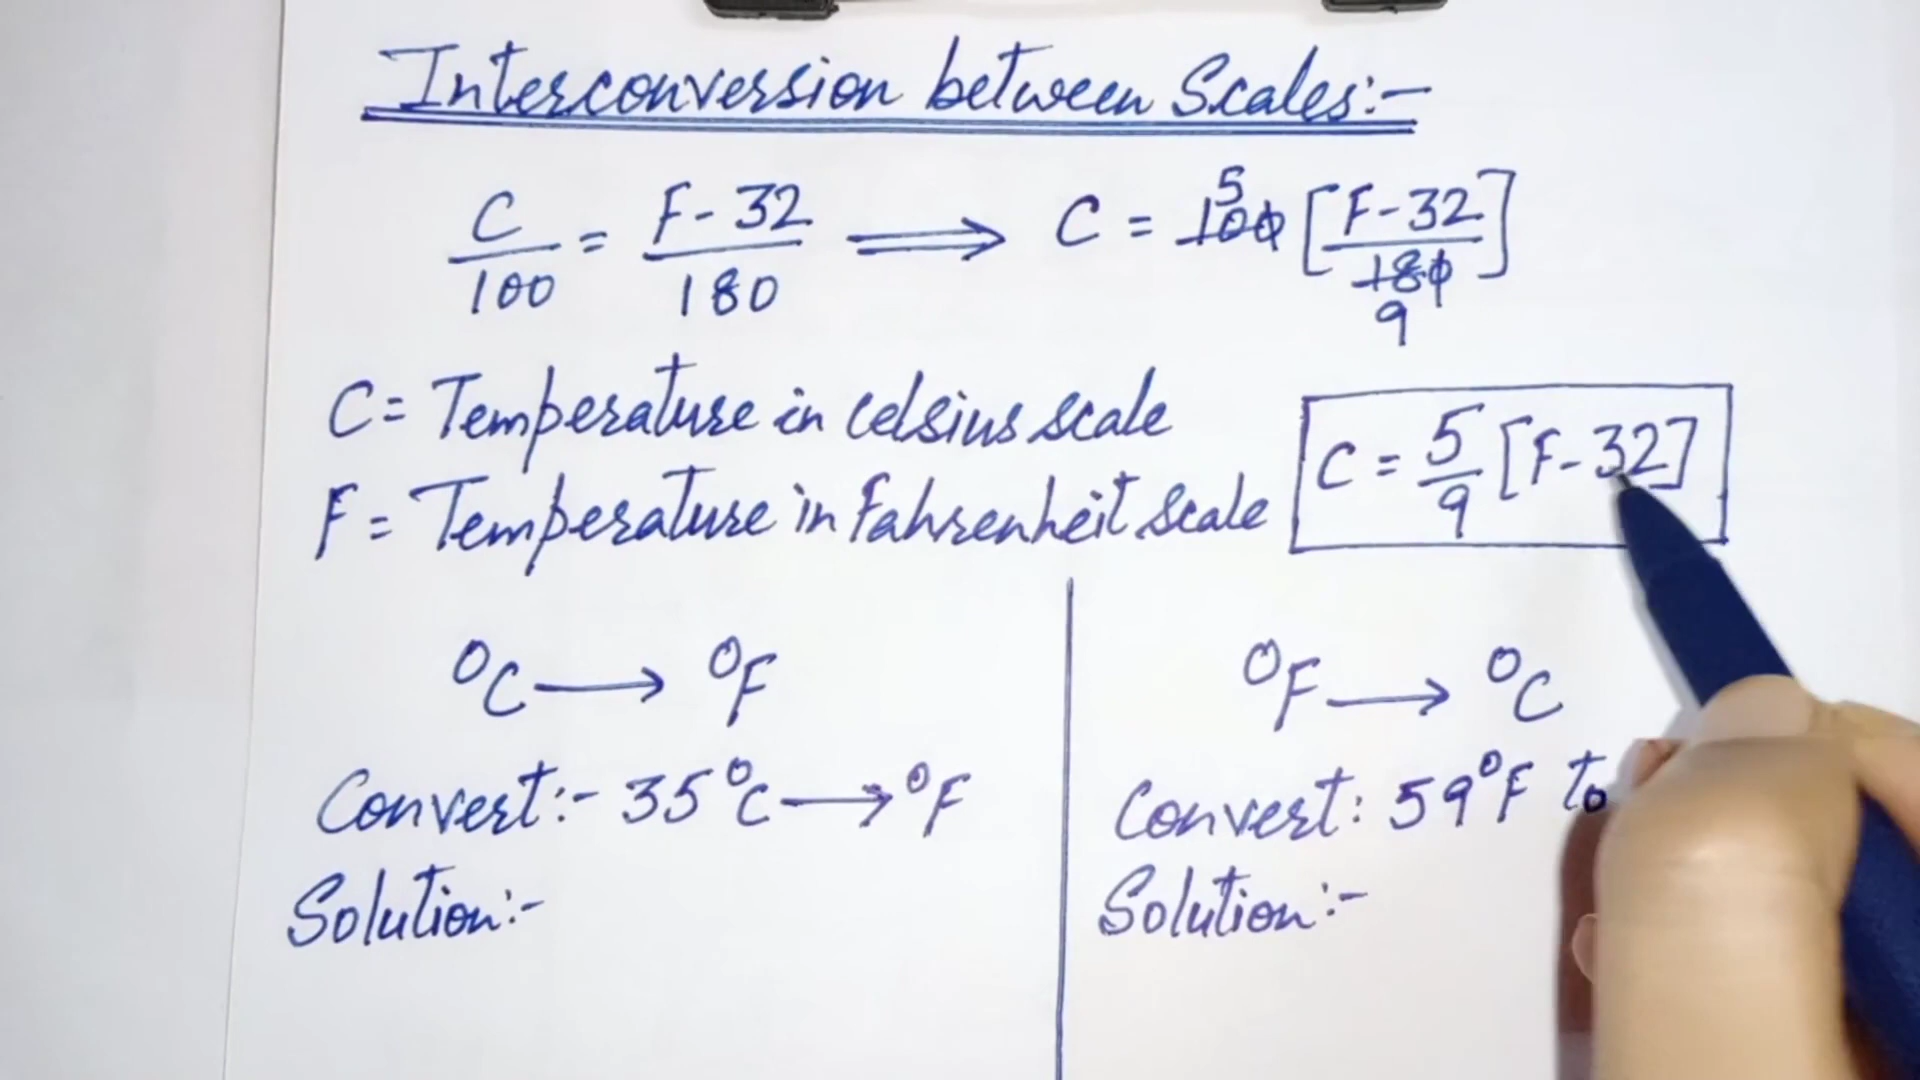 Interconversion between Scales:-
C/100 = F-32/180 ⟹ C = 100 [F-32/180]
5
9
C = Temperature in celsius scale
F = Temperature in Fahrenheit Scale
C = 5/9 [F-32]
°C → °F
Convert:- 35°C → °F
Solution:-
°F → °C
Convert: 59°F to
Solution:-